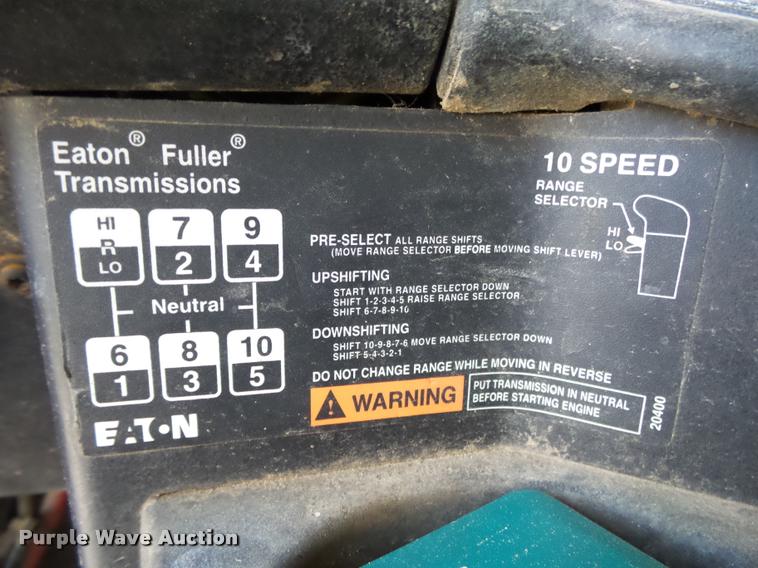 Eaton® Fuller®
Transmissions
HI 7 9
R
LO 2 4
Neutral
6 8 10
1 3 5
EATON
10 SPEED
RANGE
SELECTOR
HI
LO
PRE-SELECT ALL RANGE SHIFTS
(MOVE RANGE SELECTOR BEFORE MOVING SHIFT LEVER)
UPSHIFTING
START WITH RANGE SELECTOR DOWN
SHIFT 1-2-3-4-5 RAISE RANGE SELECTOR
SHIFT 6-7-8-9-10
DOWNSHIFTING
SHIFT 10-9-8-7-6 MOVE RANGE SELECTOR DOWN
SHIFT 5-4-3-2-1
DO NOT CHANGE RANGE WHILE MOVING IN REVERSE
WARNING
PUT TRANSMISSION IN NEUTRAL
BEFORE STARTING ENGINE
20400
Purple Wave Auction